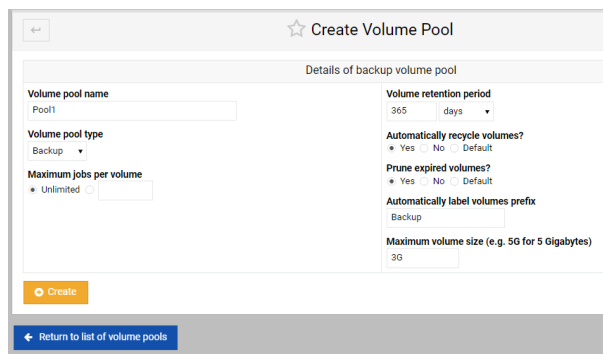 Create Volume Pool
Details of backup volume pool
Volume pool name
Pool1
Volume pool type
Backup
Maximum jobs per volume
Unlimited
Volume retention period
365 days
Automatically recycle volumes?
Yes No Default
Prune expired volumes?
Yes No Default
Automatically label volumes prefix
Backup
Maximum volume size (e.g. 5G for 5 Gigabytes)
3G
Create
Return to list of volume pools